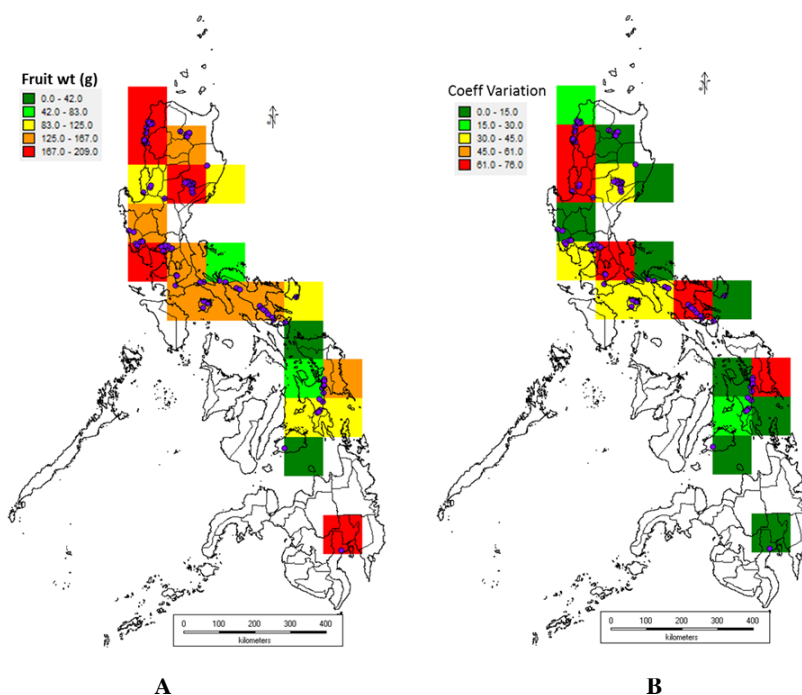 Fruit wt (g)
0.0 - 42.0
42.0 - 83.0
83.0 - 125.0
125.0 - 167.0
167.0 - 209.0
0 100 200 300 400
kilometers
A
Coeff Variation
0.0 - 15.0
15.0 - 30.0
30.0 - 45.0
45.0 - 61.0
61.0 - 76.0
0 100 200 300 400
kilometers
B